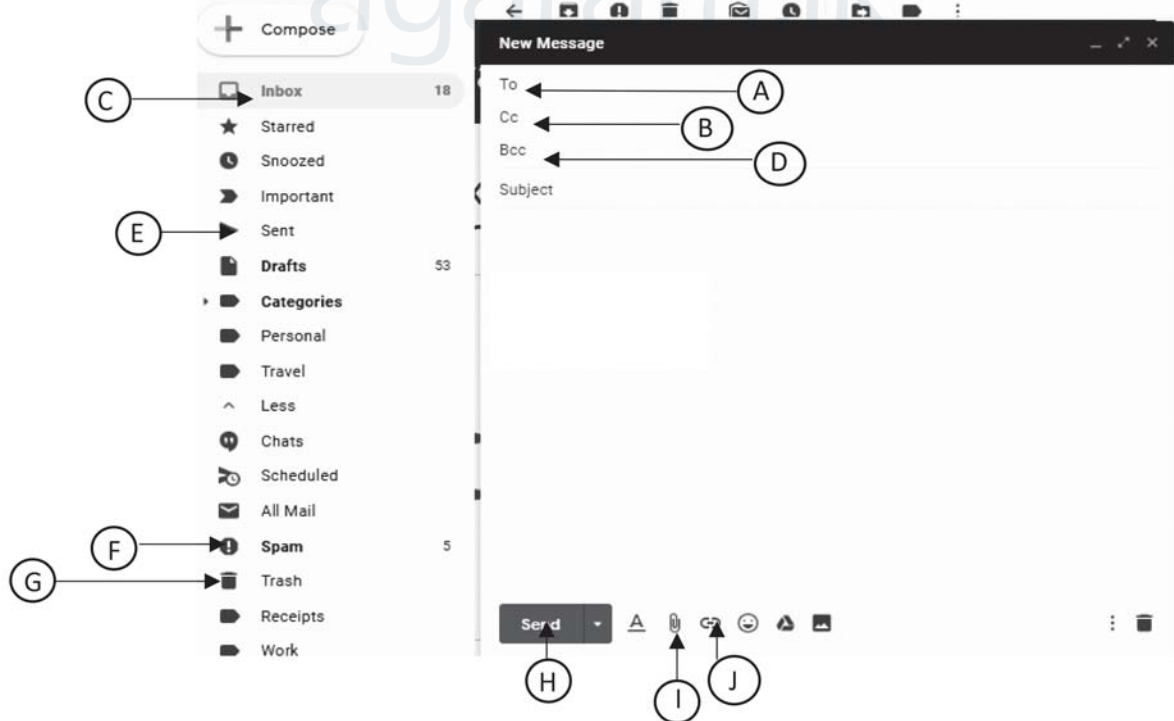 Compose
New Message
C
Inbox 18
To
A
Starred
Cc
B
Snoozed
Bcc
D
Important
Subject
E
Sent
Drafts 53
Categories
Personal
Travel
Less
Chats
Scheduled
All Mail
F
Spam 5
G
Trash
Receipts
Send
A
Work
H
I
J